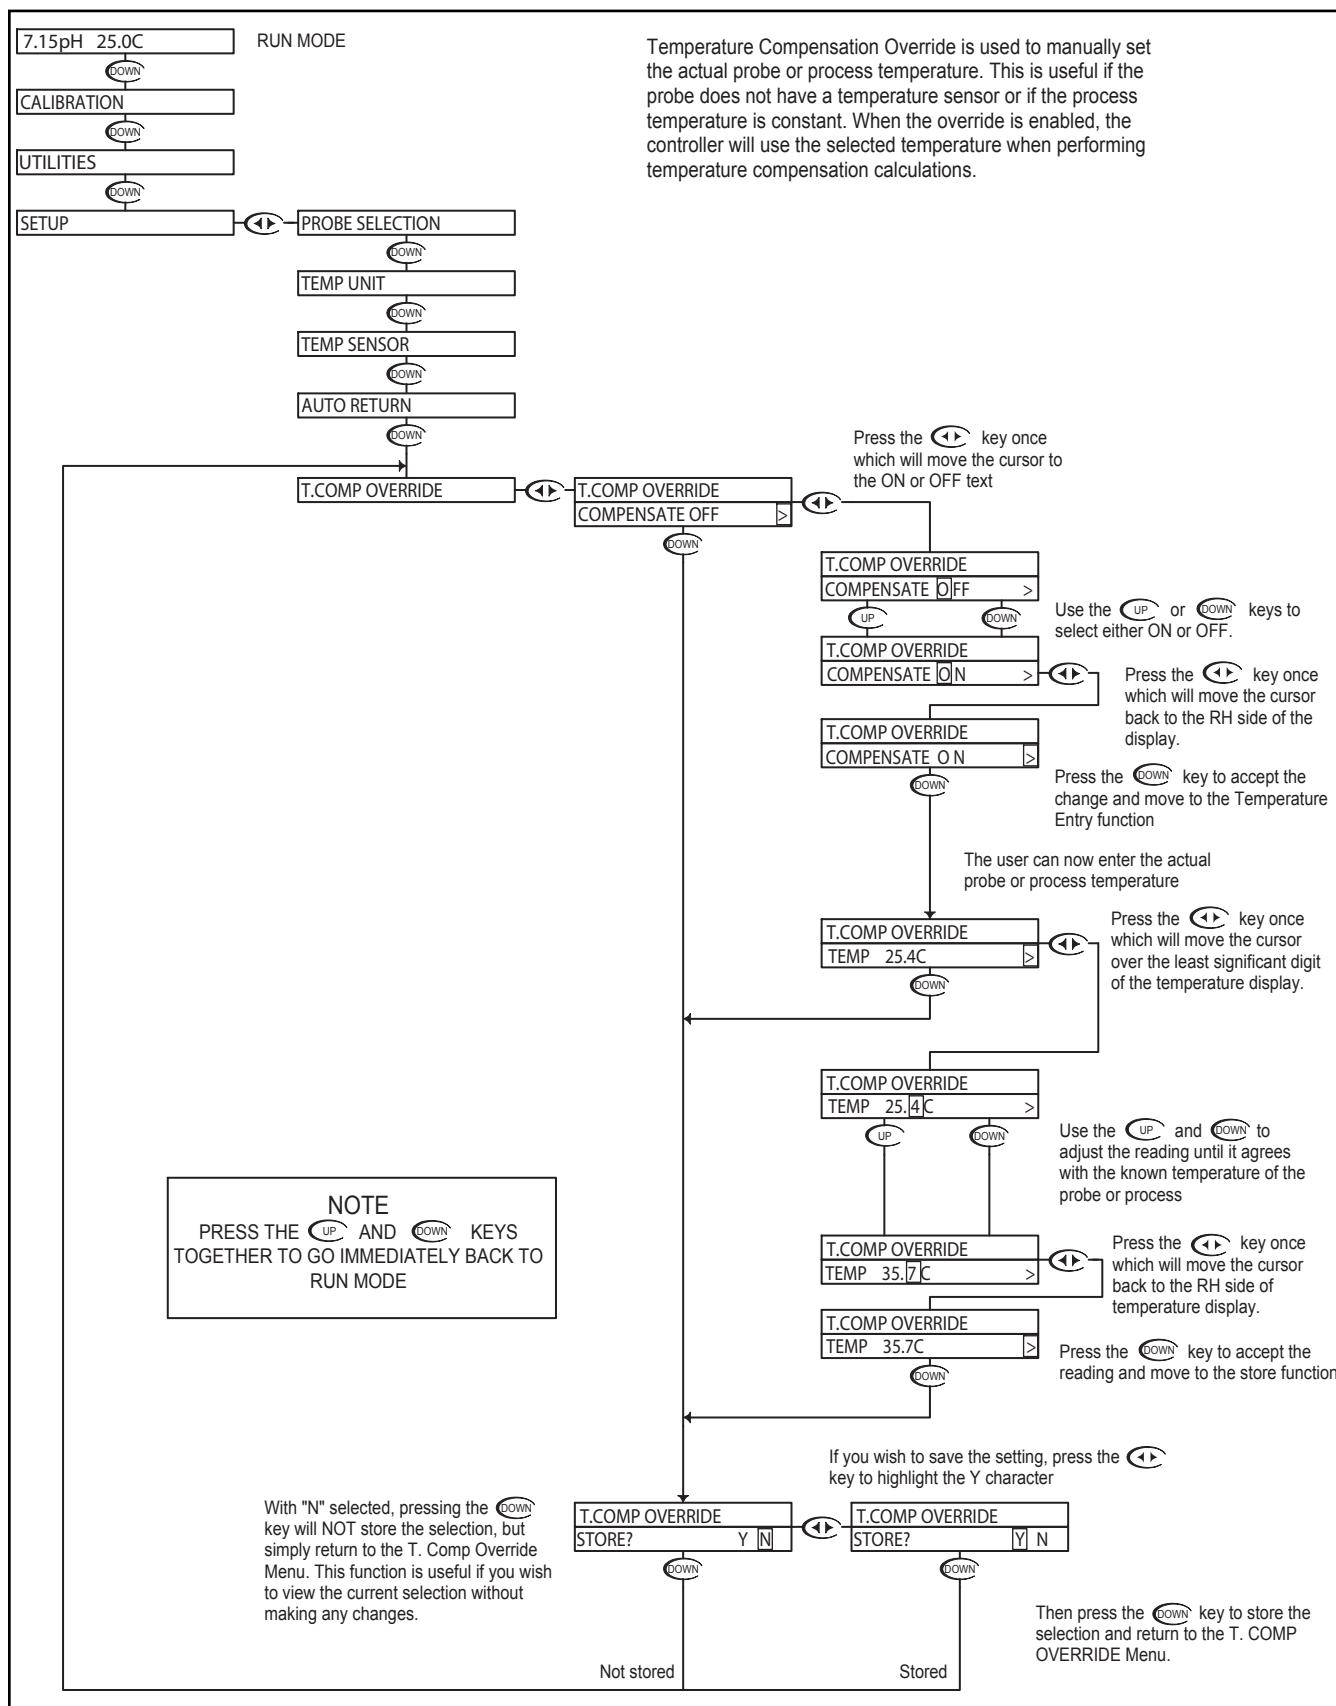 7.15pH 25.0C
RUN MODE
DOWN
CALIBRATION
DOWN
UTILITIES
DOWN
SETUP
Temperature Compensation Override is used to manually set
the actual probe or process temperature. This is useful if the
probe does not have a temperature sensor or if the process
temperature is constant. When the override is enabled, the
controller will use the selected temperature when performing
temperature compensation calculations.
PROBE SELECTION
DOWN
TEMP UNIT
DOWN
TEMP SENSOR
DOWN
AUTO RETURN
DOWN
T.COMP OVERRIDE
T.COMP OVERRIDE
COMPENSATE OFF >
DOWN
Press the key once
which will move the cursor to
the ON or OFF text
T.COMP OVERRIDE
COMPENSATE OFF >
UP DOWN
Use the UP or DOWN keys to
select either ON or OFF.
T.COMP OVERRIDE
COMPENSATE ON >
Press the key once
which will move the cursor
back to the RH side of the
display.
T.COMP OVERRIDE
COMPENSATE O N >
DOWN
Press the DOWN key to accept the
change and move to the Temperature
Entry function
The user can now enter the actual
probe or process temperature
T.COMP OVERRIDE
TEMP 25.4C >
DOWN
Press the key once
which will move the cursor
over the least significant digit
of the temperature display.
T.COMP OVERRIDE
TEMP 25.4C >
UP DOWN
Use the UP and DOWN to
adjust the reading until it agrees
with the known temperature of the
probe or process
T.COMP OVERRIDE
TEMP 35.7C >
Press the key once
which will move the cursor
back to the RH side of
temperature display.
T.COMP OVERRIDE
TEMP 35.7C >
DOWN
Press the DOWN key to accept the
reading and move to the store function
NOTE
PRESS THE UP AND DOWN KEYS
TOGETHER TO GO IMMEDIATELY BACK TO
RUN MODE
If you wish to save the setting, press the
key to highlight the Y character
With "N" selected, pressing the DOWN
key will NOT store the selection, but
simply return to the T. Comp Override
Menu. This function is useful if you wish
to view the current selection without
making any changes.
T.COMP OVERRIDE
STORE? Y N
DOWN
T.COMP OVERRIDE
STORE? Y N
DOWN
Then press the DOWN key to store the
selection and return to the T. COMP
OVERRIDE Menu.
Not stored
Stored